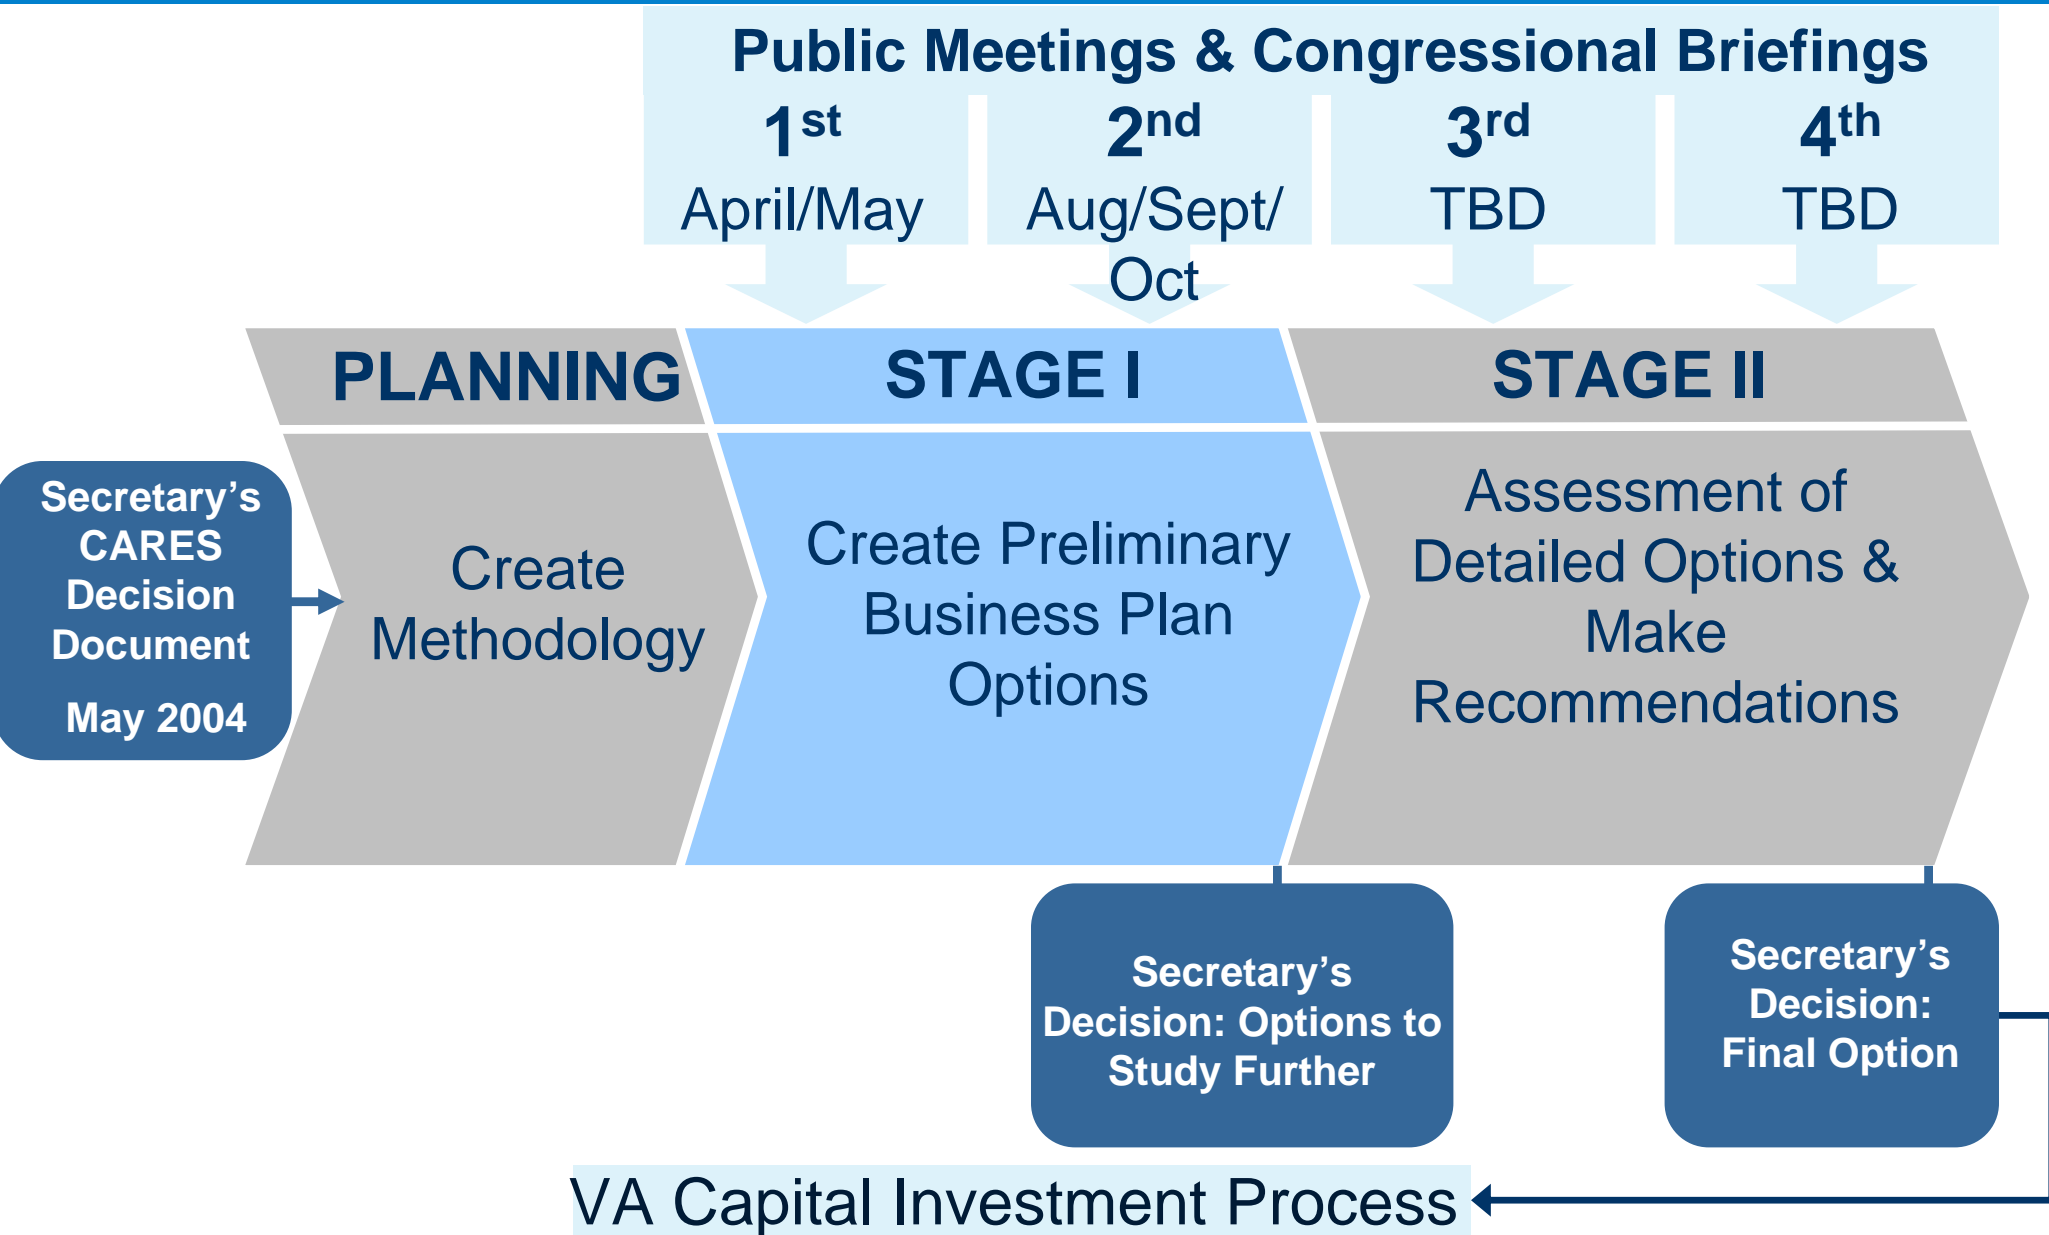 Public Meetings & Congressional Briefings
1st
April/May
2nd
Aug/Sept/
Oct
3rd
TBD
4th
TBD
PLANNING
STAGE I
STAGE II
Secretary’s
CARES
Decision
Document
May 2004
Create
Methodology
Create Preliminary
Business Plan
Options
Assessment of
Detailed Options &
Make
Recommendations
Secretary’s
Decision: Options to
Study Further
Secretary’s
Decision:
Final Option
VA Capital Investment Process